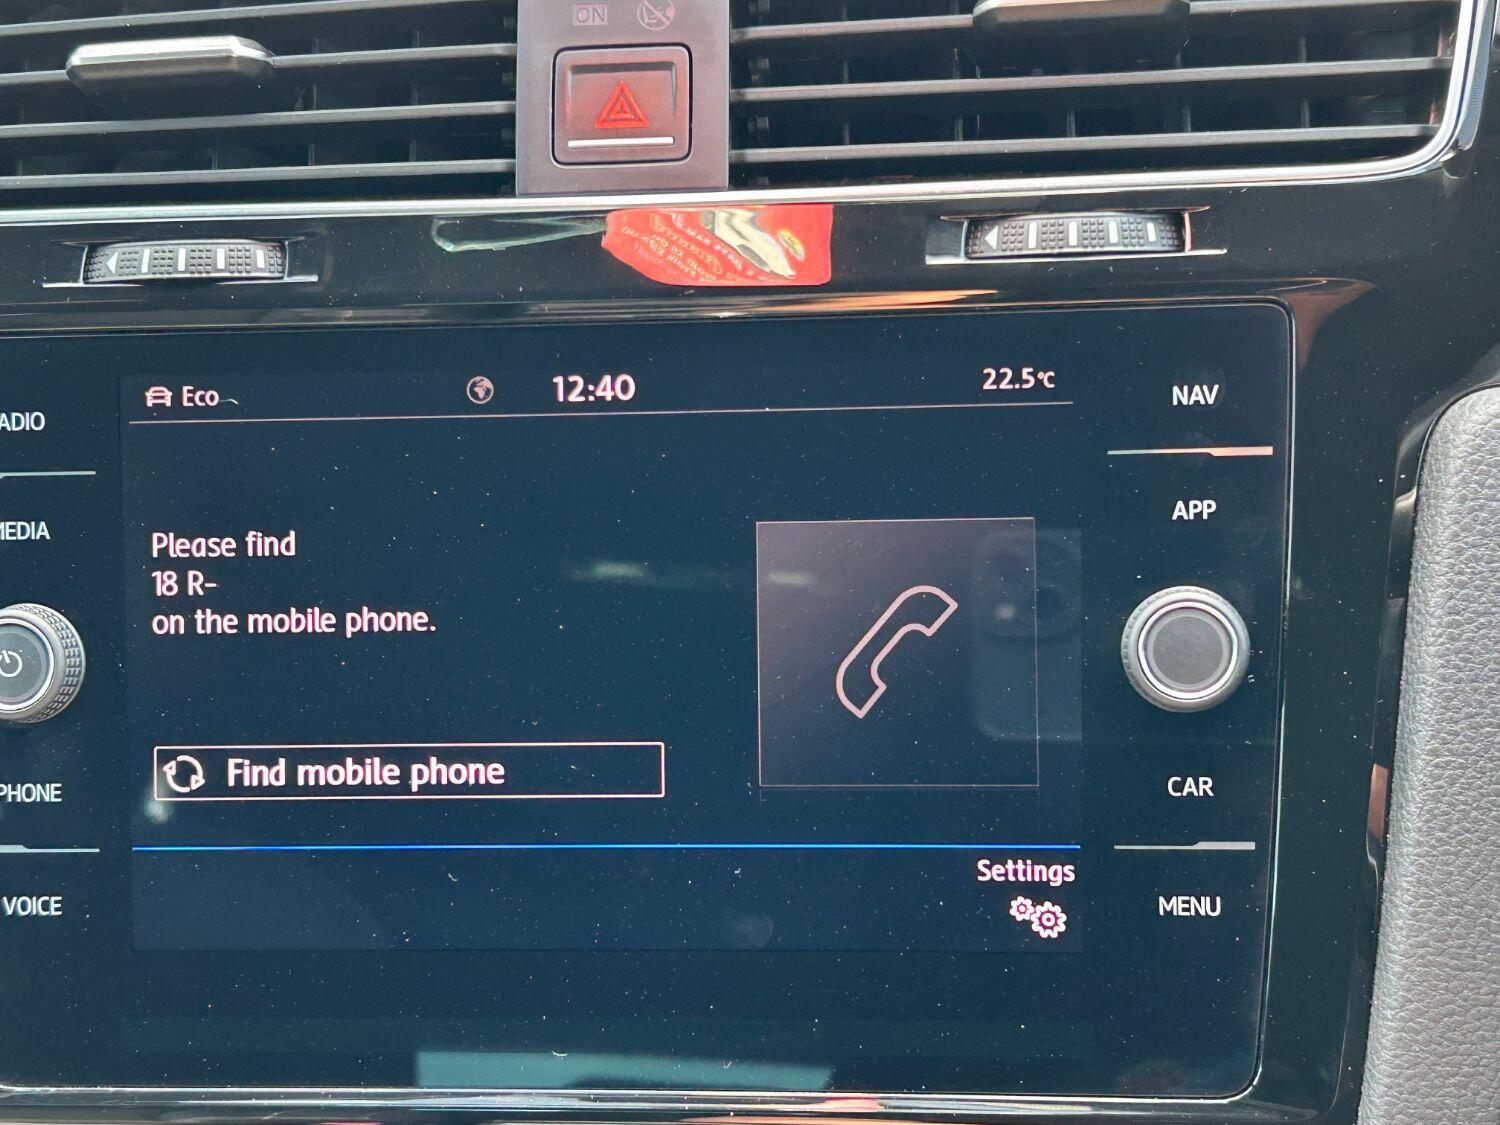 ON
Eco
12:40
22.5°C
NAV
ADIO
APP
MEDIA
Please find
18 R-
on the mobile phone.
Find mobile phone
PHONE
CAR
Settings
VOICE
MENU